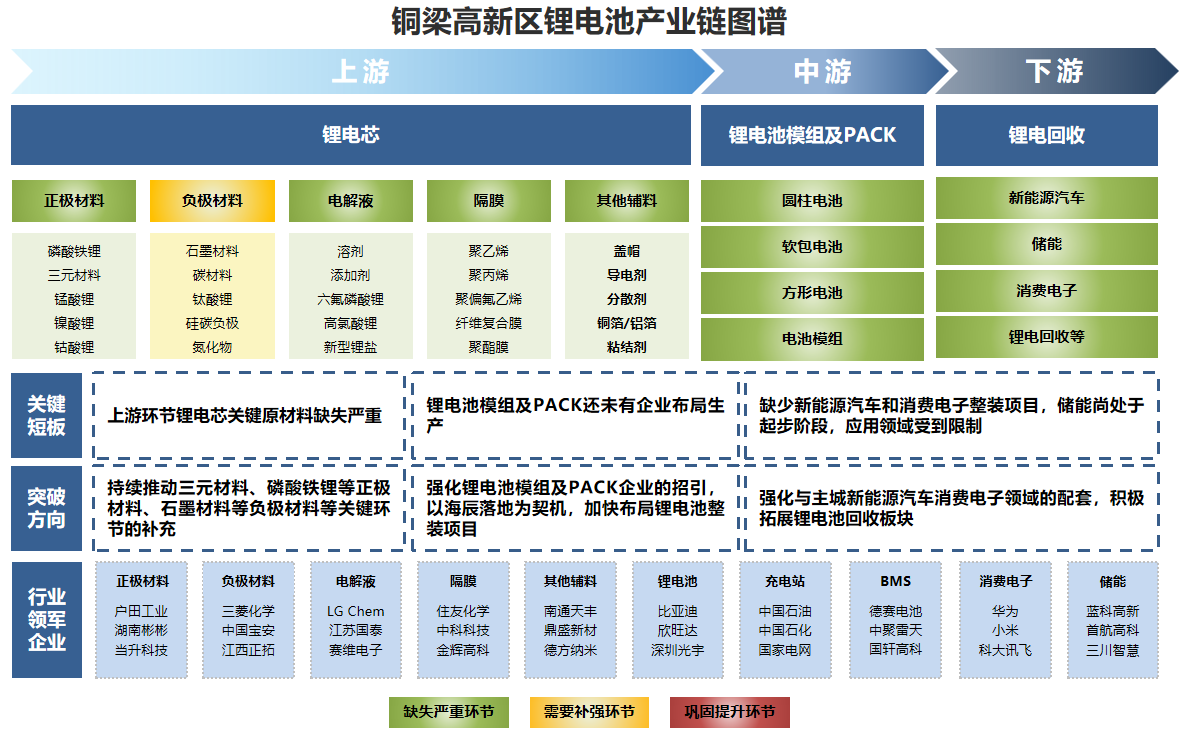 铜梁高新区锂电池产业链图谱
上游
中游
下游
锂电芯
锂电池模组及PACK
锂电回收
正极材料
磷酸铁锂
三元材料
锰酸锂
镍酸锂
钴酸锂
负极材料
石墨材料
碳材料
钛酸锂
硅碳负极
氮化物
电解液
溶剂
添加剂
六氟磷酸锂
高氯酸锂
新型锂盐
隔膜
聚乙烯
聚丙烯
聚偏氟乙烯
纤维复合膜
聚酯膜
其他辅料
盖帽
导电剂
分散剂
铜箔/铝箔
粘结剂
圆柱电池
软包电池
方形电池
电池模组
新能源汽车
储能
消费电子
锂电回收等
关键
短板
上游环节锂电芯关键原材料缺失严重
锂电池模组及PACK还未有企业布局生
产
缺少新能源汽车和消费电子整装项目，储能尚处于
起步阶段，应用领域受到限制
突破
方向
持续推动三元材料、磷酸铁锂等正极
材料、石墨材料等负极材料等关键环
节的补充
强化锂电池模组及PACK企业的招引，
以海辰落地为契机，加快布局锂电池整
装项目
强化与主城新能源汽车消费电子领域的配套，积极
拓展锂电池回收板块
行业
领军
企业
正极材料
户田工业
湖南彬彬
当升科技
负极材料
三菱化学
中国宝安
江西正拓
电解液
LG Chem
江苏国泰
赛维电子
隔膜
住友化学
中科科技
金辉高科
其他辅料
南通天丰
鼎盛新材
德方纳米
锂电池
比亚迪
欣旺达
深圳光宇
充电站
中国石油
中国石化
国家电网
BMS
德赛电池
中聚雷天
国轩高科
消费电子
华为
小米
科大讯飞
储能
蓝科高新
首航高科
三川智慧
缺失严重环节
需要补强环节
巩固提升环节